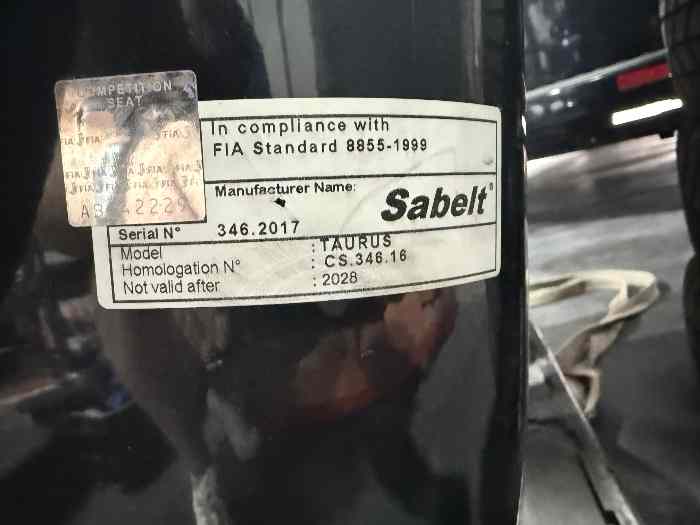 COMPETITION
SEAT
In compliance with
FIA Standard 8855-1999
Manufacturer Name:
Sabelt
Serial N° 346.2017
Model : TAURUS
Homologation N° : CS.346.16
Not valid after : 2028